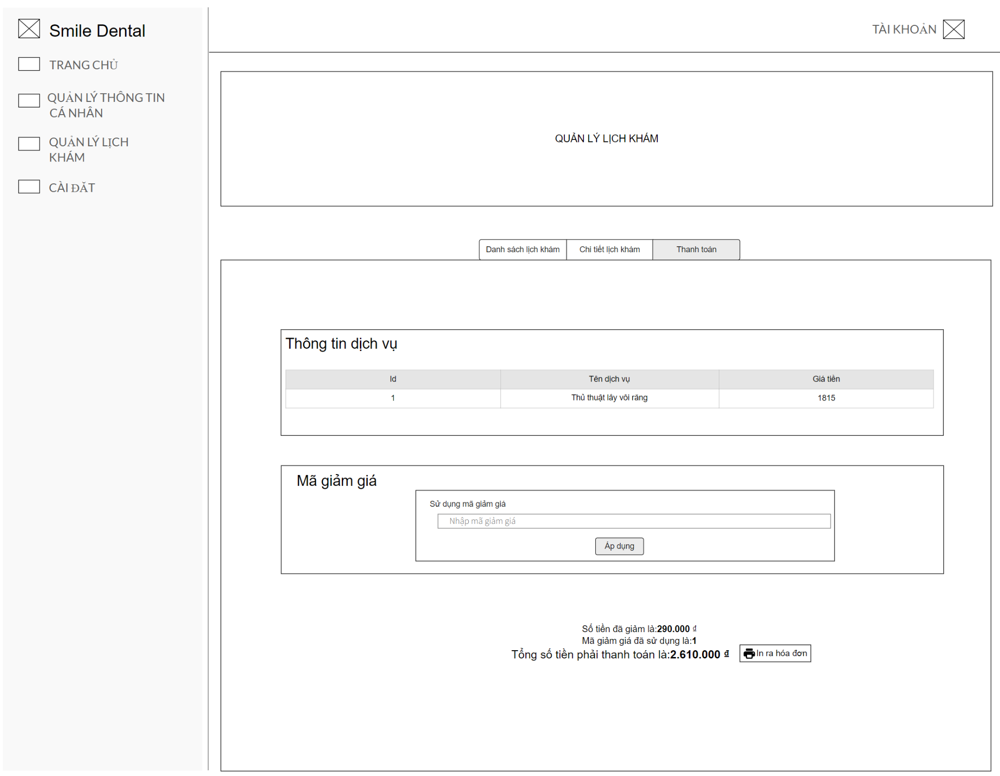 Smile Dental
TRANG CHỦ
QUẢN LÝ THÔNG TIN
CÁ NHÂN
QUẢN LÝ LỊCH
KHÁM
CÀI ĐẶT
TÀI KHOẢN
QUẢN LÝ LỊCH KHÁM
Danh sách lịch khám
Chi tiết lịch khám
Thanh toán
Thông tin dịch vụ
Id Tên dịch vụ Giá tiền
1 Thủ thuật lây vôi răng 1815
Mã giảm giá
Sử dụng mã giảm giá
Nhập mã giảm giá
Áp dụng
Số tiền đã giảm là:290.000 ₫
Mã giảm giá đã sử dụng là:1
Tổng số tiền phải thanh toán là:2.610.000 ₫
In ra hóa đơn